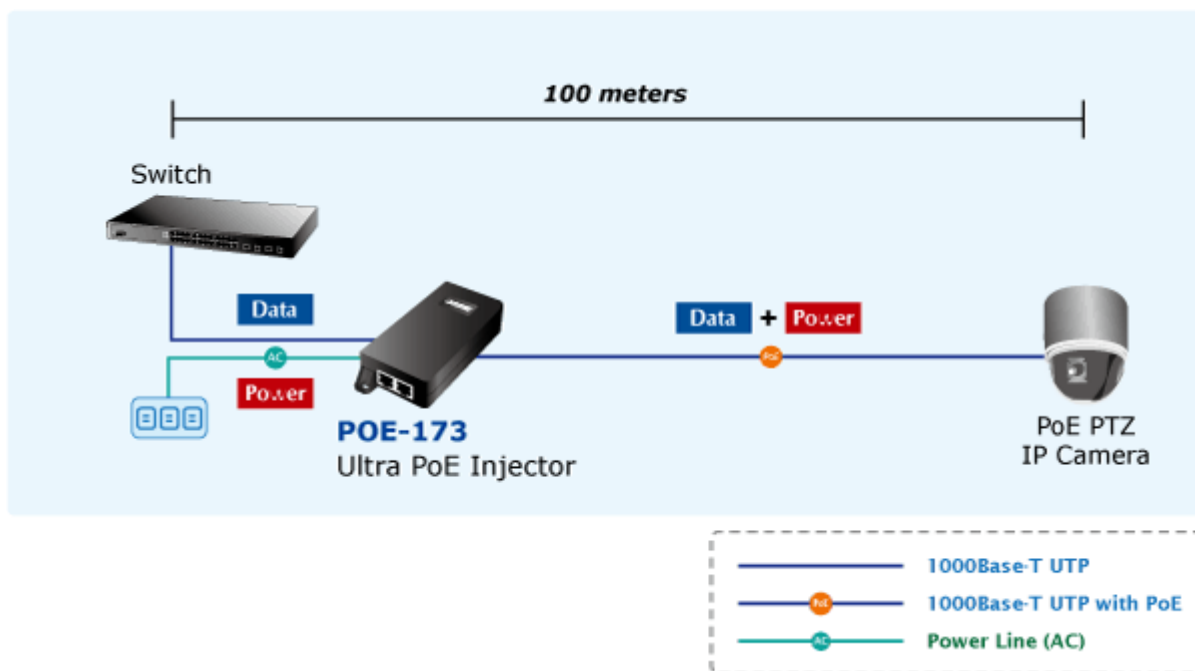 100 meters
Switch
Data
Data + Power
AC
PoE
Power
POE-173
Ultra PoE Injector
PoE PTZ
IP Camera
1000Base-T UTP
PoE
1000Base-T UTP with PoE
AC
Power Line (AC)